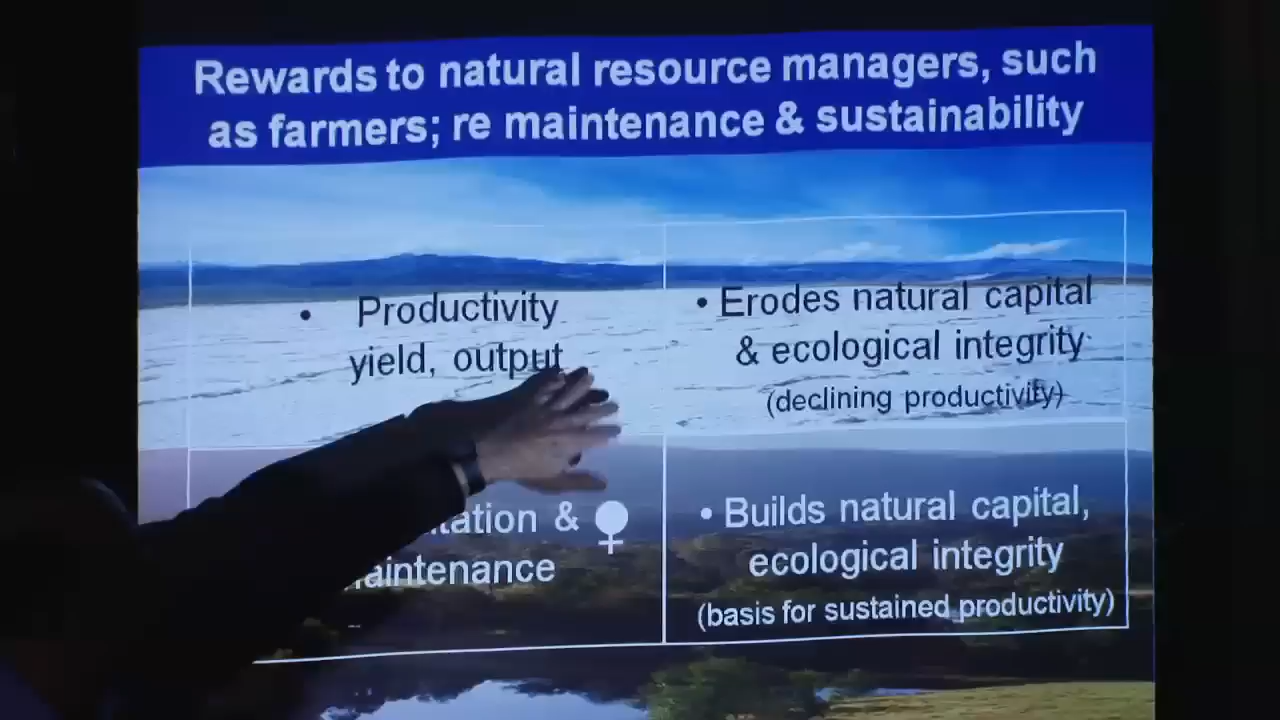 Rewards to natural resource managers, such
as farmers; re maintenance & sustainability
• Productivity
yield, output
• Erodes natural capital
& ecological integrity
(declining productivity)
&
maintenance
• Builds natural capital,
ecological integrity
(basis for sustained productivity)